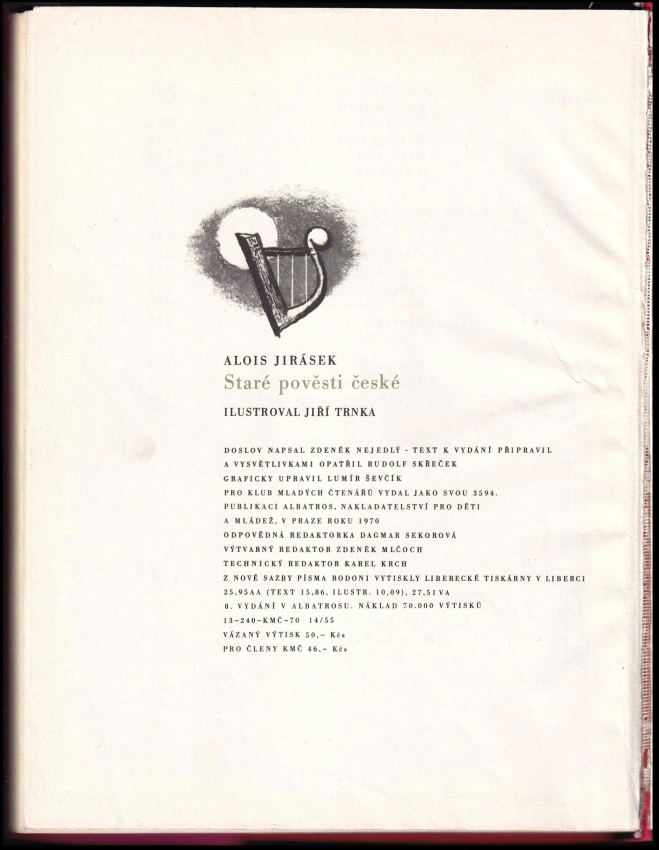 ALOIS JIRÁSEK
Staré pověsti české
ILUSTROVAL JIŘÍ TRNKA
DOSLOV NAPSAL ZDENĚK NEJEDLÝ - TEXT K VYDÁNÍ PŘIPRAVIL
A VYSVĚTLIVKAMI OPATŘIL RUDOLF SKŘEČEK
GRAFICKY UPRAVIL LUMÍR ŠEVČÍK
PRO KLUB MLADÝCH ČTENÁŘŮ VYDAL JAKO SVOU 3594.
PUBLIKACI ALBATROS, NAKLADATELSTVÍ PRO DĚTI
A MLÁDEŽ, V PRAZE ROKU 1970
ODPOVĚDNÁ REDAKTORKA DAGMAR SEKOROVÁ
VÝTVARNÝ REDAKTOR ZDENĚK MLČOCH
TECHNICKÝ REDAKTOR KAREL KRCH
Z NOVÉ SAZBY PÍSMA BODONI VYTISKLY LIBERECKÉ TISKÁRNY V LIBERCI
25,95AA (TEXT 15,86, ILUSTR. 10,09), 27,51VA
8. VYDÁNÍ V ALBATROSU. NÁKLAD 70.000 VÝTISKŮ
13–240–KMČ–70 14/55
VÁZANÝ VÝTISK 50,– Kčs
PRO ČLENY KMČ 46,– Kčs